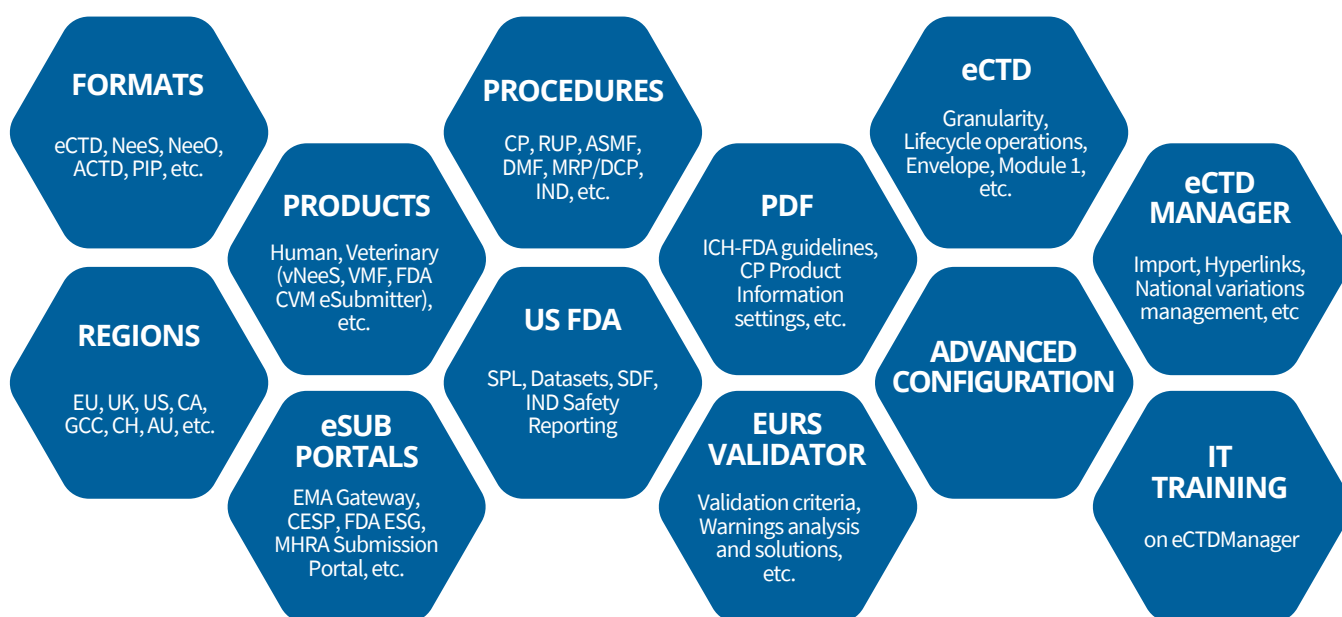 FORMATS
eCTD, NeeS, NeeO,
ACTD, PIP, etc.
PROCEDURES
CP, RUP, ASMF,
DMF, MRP/DCP,
IND, etc.
eCTD
Granularity,
Lifecycle operations,
Envelope, Module 1,
etc.
PRODUCTS
Human, Veterinary
(vNeeS, VMF, FDA
CVM eSubmitter),
etc.
PDF
ICH-FDA guidelines,
CP Product
Information
settings, etc.
eCTD
MANAGER
Import, Hyperlinks,
National variations
management, etc
REGIONS
EU, UK, US, CA,
GCC, CH, AU, etc.
US FDA
SPL, Datasets, SDF,
IND Safety
Reporting
ADVANCED
CONFIGURATION
eSUB
PORTALS
EMA Gateway,
CESP, FDA ESG,
MHRA Submission
Portal, etc.
EURS
VALIDATOR
Validation criteria,
Warnings analysis
and solutions,
etc.
IT
TRAINING
on eCTDManager